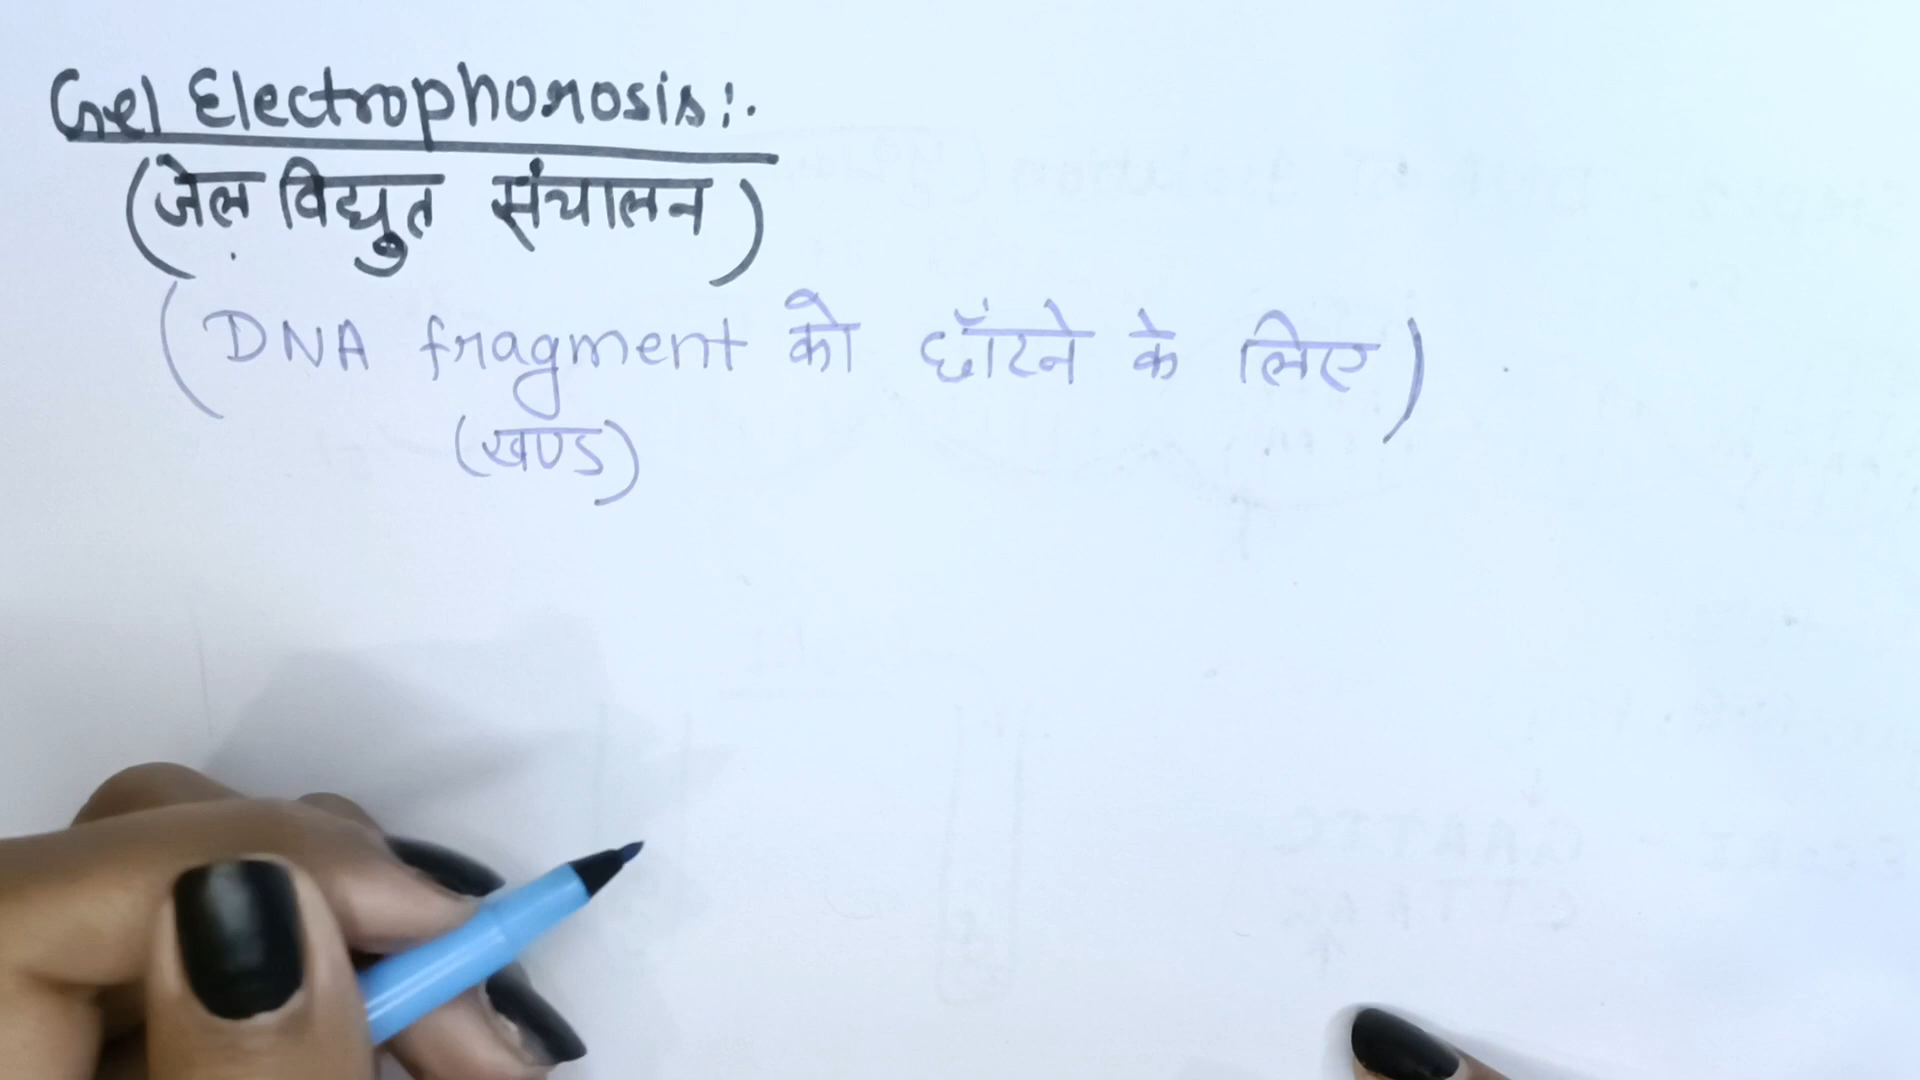 Gel Electrophorosis:-
(जेल विद्युत संचालन)
(DNA fragment को छाँटने के लिए)
(खण्ड)